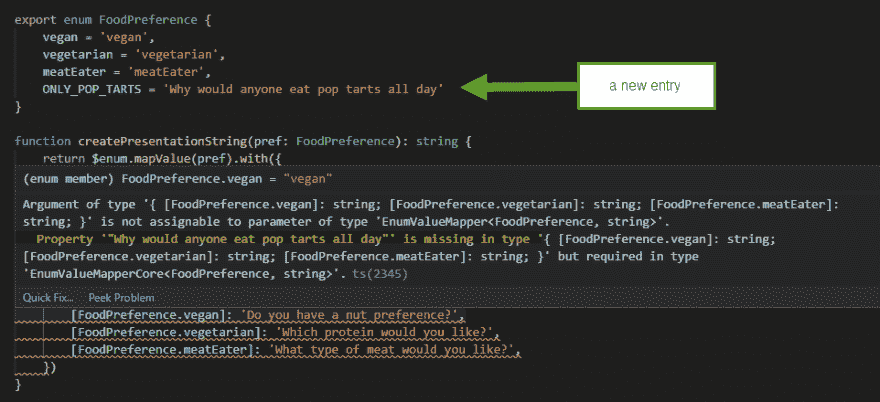 export enum FoodPreference {
vegan = 'vegan',
vegetarian = 'vegetarian',
meatEater = 'meatEater',
ONLY_POP_TARTS = 'Why would anyone eat pop tarts all day'
a new entry
}
function createPresentationString(pref: FoodPreference): string {
return $enum.mapValue(pref).with({
(enum member) FoodPreference.vegan = "vegan"
Argument of type '{ [FoodPreference.vegan]: string; [FoodPreference.vegetarian]: string; [FoodPreference.meatEater]:
string; }' is not assignable to parameter of type 'EnumValueMapper<FoodPreference, string>'.
Property '"Why would anyone eat pop tarts all day"' is missing in type '{ [FoodPreference.vegan]: string;
[FoodPreference.vegetarian]: string; [FoodPreference.meatEater]: string; }' but required in type
'EnumValueMapperCore<FoodPreference, string>'. ts(2345)
Quick Fix... Peek Problem
[FoodPreference.vegan]: 'Do you have a nut preference?',
[FoodPreference.vegetarian]: 'Which protein would you like?',
[FoodPreference.meatEater]: 'What type of meat would you like?',
})
}